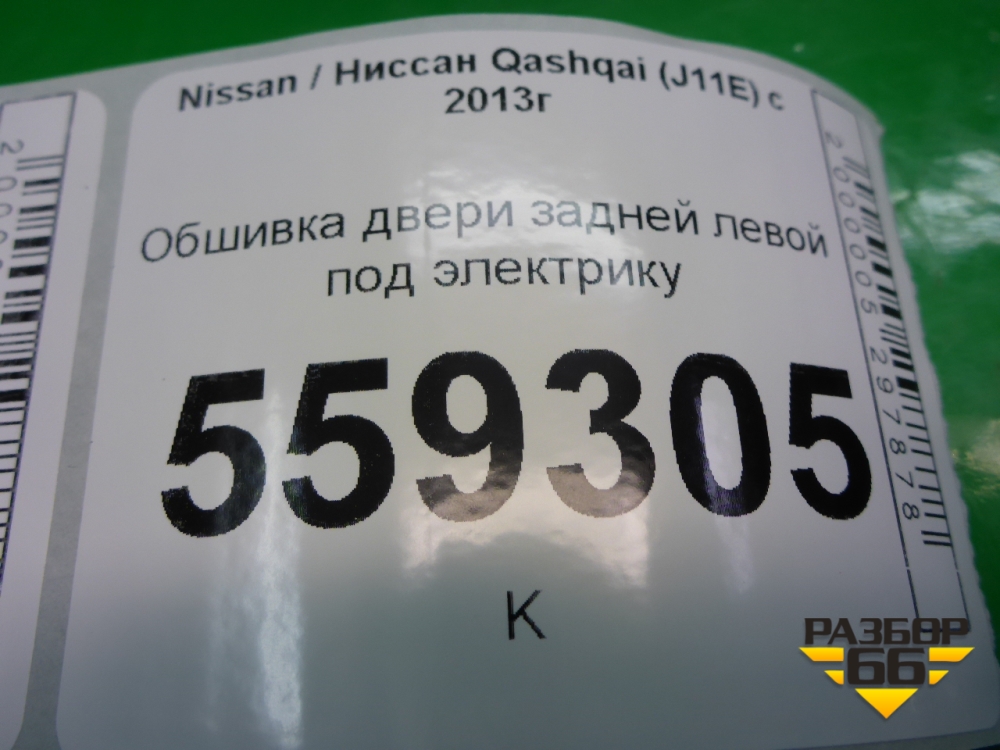 Nissan / Ниссан Qashqai (J11E) с
2013г
Обшивка двери задней левой
под электрику
559305
К
2000005297878
РАЗБОР
66